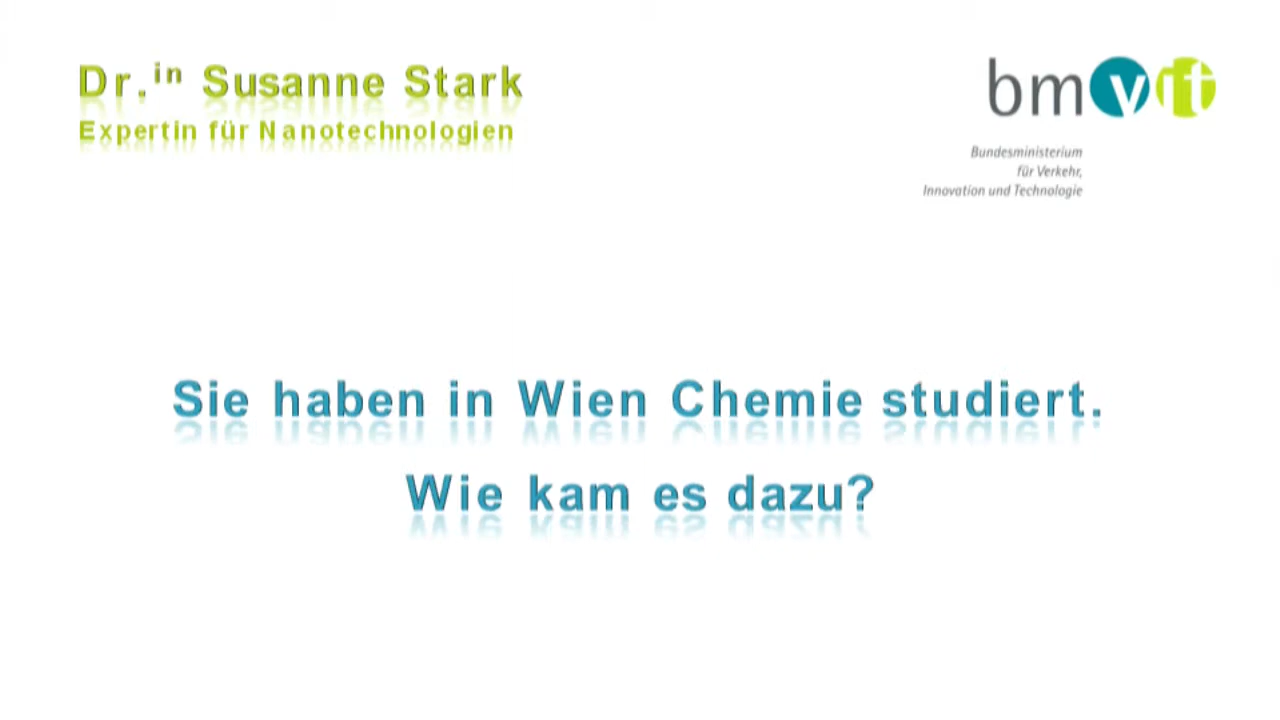 Dr.in Susanne Stark
Expertin für Nanotechnologien
bmvit
Bundesministerium
für Verkehr,
Innovation und Technologie
Sie haben in Wien Chemie studiert.
Wie kam es dazu?